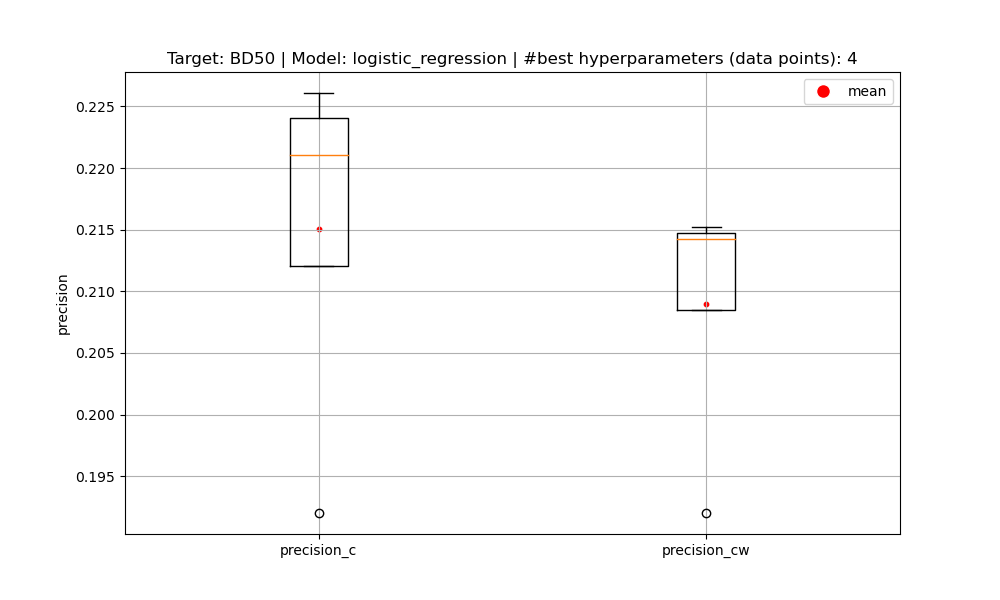 Target: BD50 | Model: logistic_regression | #best hyperparameters (data points): 4
mean
0.225
0.220
0.215
0.210
0.205
0.200
0.195
precision
precision_c
precision_cw